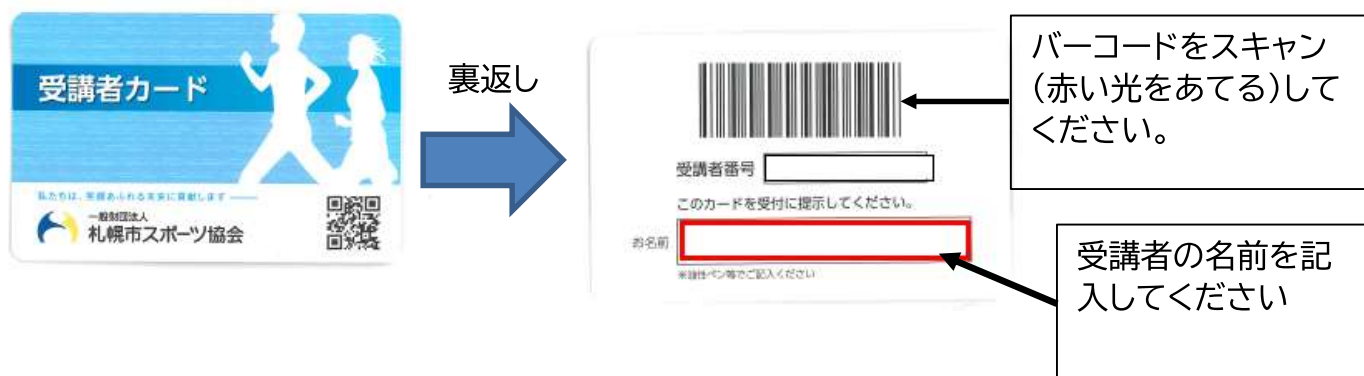 受講者カード
私たちは、笑顔あふれる未来に貢献します
一般財団法人
札幌市スポーツ協会
裏返し
受講者番号
このカードを受付に提示してください。
お名前
※油性ペン等でご記入ください
バーコードをスキャン
(赤い光をあてる)して
ください。
受講者の名前を記
入してください